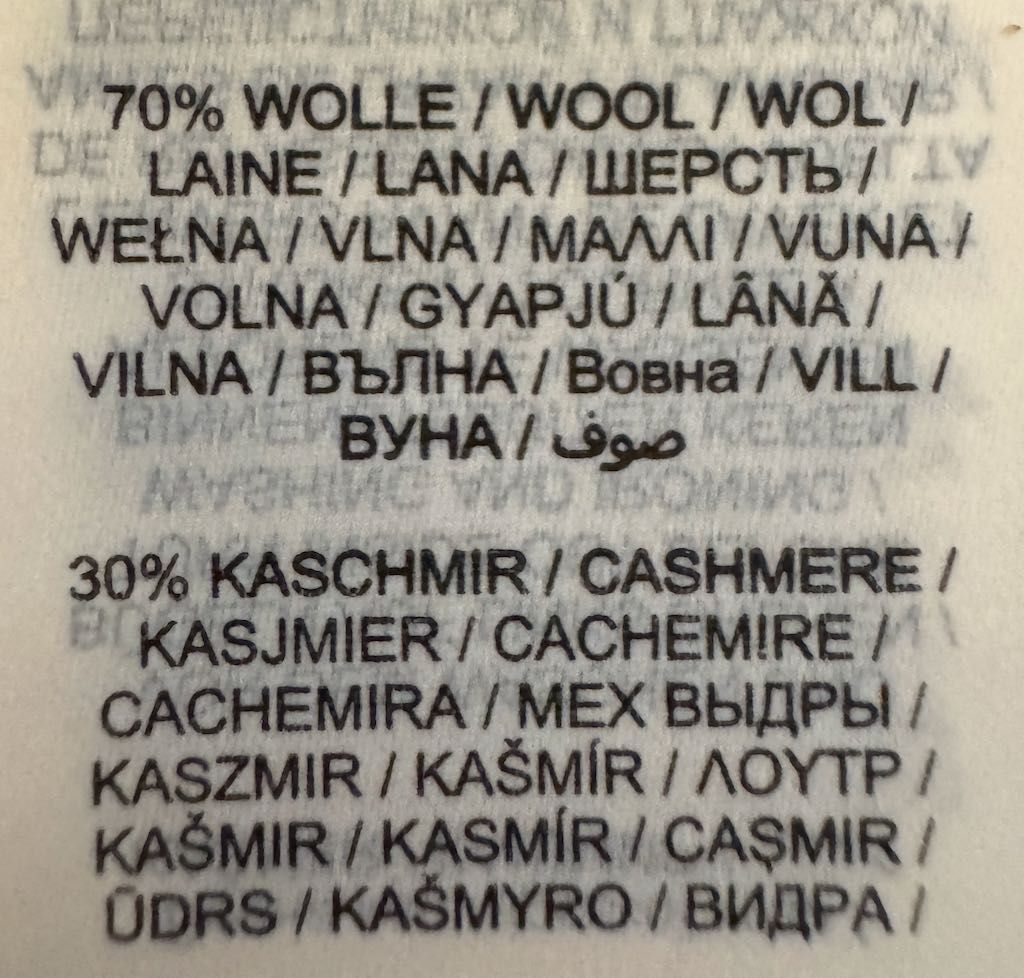 70% WOLLE / WOOL / WOL /
LAINE / LANA / ШЕРСТЬ /
WEŁNA / VLNA / ΜΑΛΛΙ / VUNA /
VOLNA / GYAPJÚ / LÂNĂ /
VILNA / ВЪЛНА / Вовна / VILL /
ВУНА / صوف
30% KASCHMIR / CASHMERE /
KASJMIER / CACHEMIRE /
CACHEMIRA / МЕХ ВЫДРЫ /
KASZMIR / KAŠMÍR / ΛΟΥΤΡ /
KAŠMIR / KASMÍR / CAŞMIR /
ŪDRS / KAŠMYRO / ВИДРА /